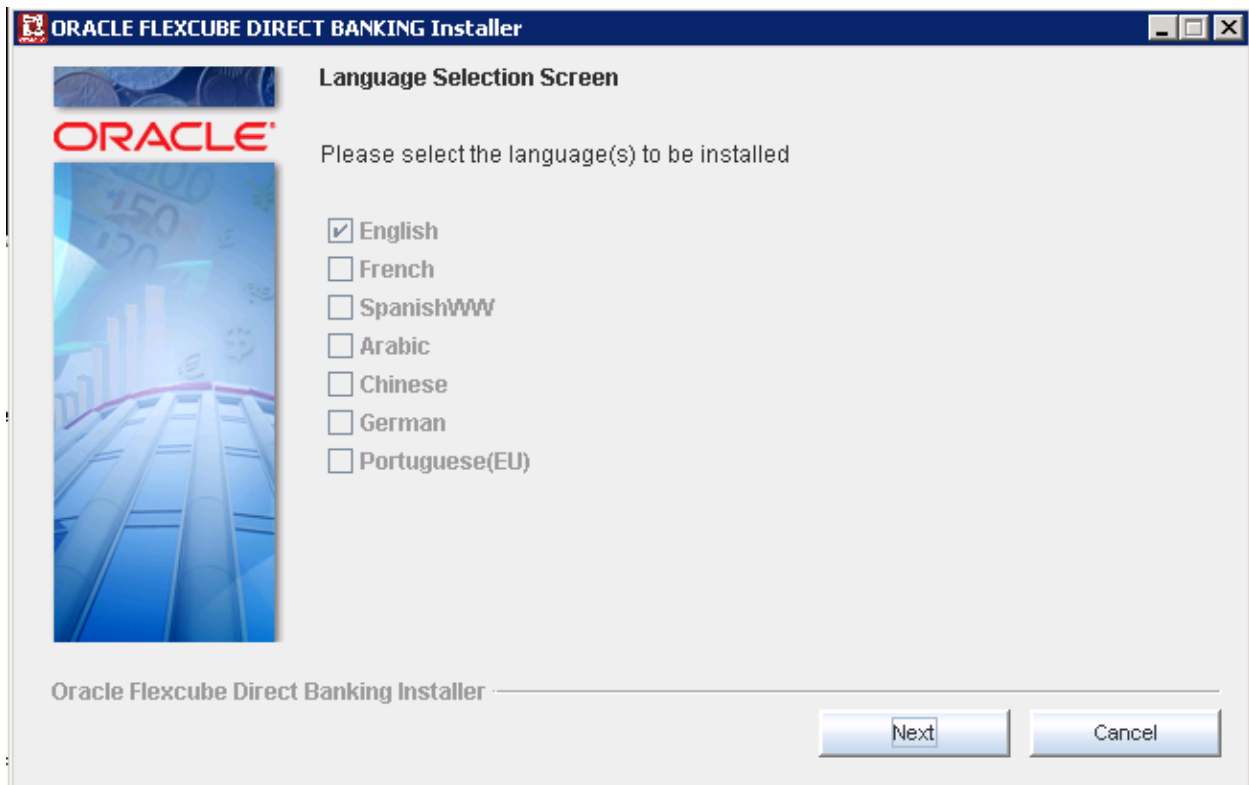 ORACLE FLEXCUBE DIRECT BANKING Installer
Language Selection Screen
ORACLE
Please select the language(s) to be installed
English
French
SpanishWW
Arabic
Chinese
German
Portuguese(EU)
Oracle Flexcube Direct Banking Installer
Next
Cancel